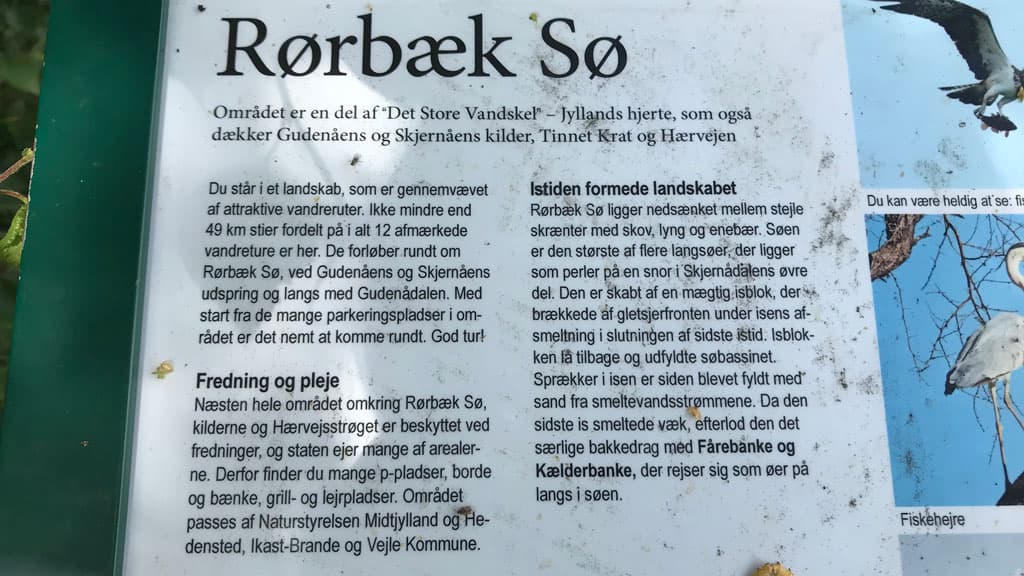 Rørbæk Sø
Området er en del af "Det Store Vandskel" – Jyllands hjerte, som også
dækker Gudenåens og Skjernåens kilder, Tinnet Krat og Hærvejen
Du står i et landskab, som er gennemvævet
af attraktive vandreruter. Ikke mindre end
49 km stier fordelt på i alt 12 afmærkede
vandreture er her. De forløber rundt om
Rørbæk Sø, ved Gudenåens og Skjernåens
udspring og langs med Gudenådalen. Med
start fra de mange parkeringspladser i om-
rådet er det nemt at komme rundt. God tur!
Fredning og pleje
Næsten hele området omkring Rørbæk Sø,
kilderne og Hærvejsstrøget er beskyttet ved
fredninger, og staten ejer mange af arealer-
ne. Derfor finder du mange p-pladser, borde
og bænke, grill- og lejrpladser. Området
passes af Naturstyrelsen Midtjylland og He-
densted, Ikast-Brande og Vejle Kommune.
Istiden formede landskabet
Rørbæk Sø ligger nedsænket mellem stejle
skrænter med skov, lyng og enebær. Søen
er den største af flere langsøer, der ligger
som perler på en snor i Skjernådalens øvre
del. Den er skabt af en mægtig isblok, der
brækkede af gletsjerfronten under isens af-
smeltning i slutningen af sidste istid. Isblok-
ken lå tilbage og udfyldte søbassinet.
Sprækker i isen er siden blevet fyldt med
sand fra smeltevandsstrømmene. Da den
sidste is smeltede væk, efterlod den det
særlige bakkedrag med Fårebanke og
Kælderbanke, der rejser sig som øer på
langs i søen.
Du kan være heldig at se:
Fiskehejre